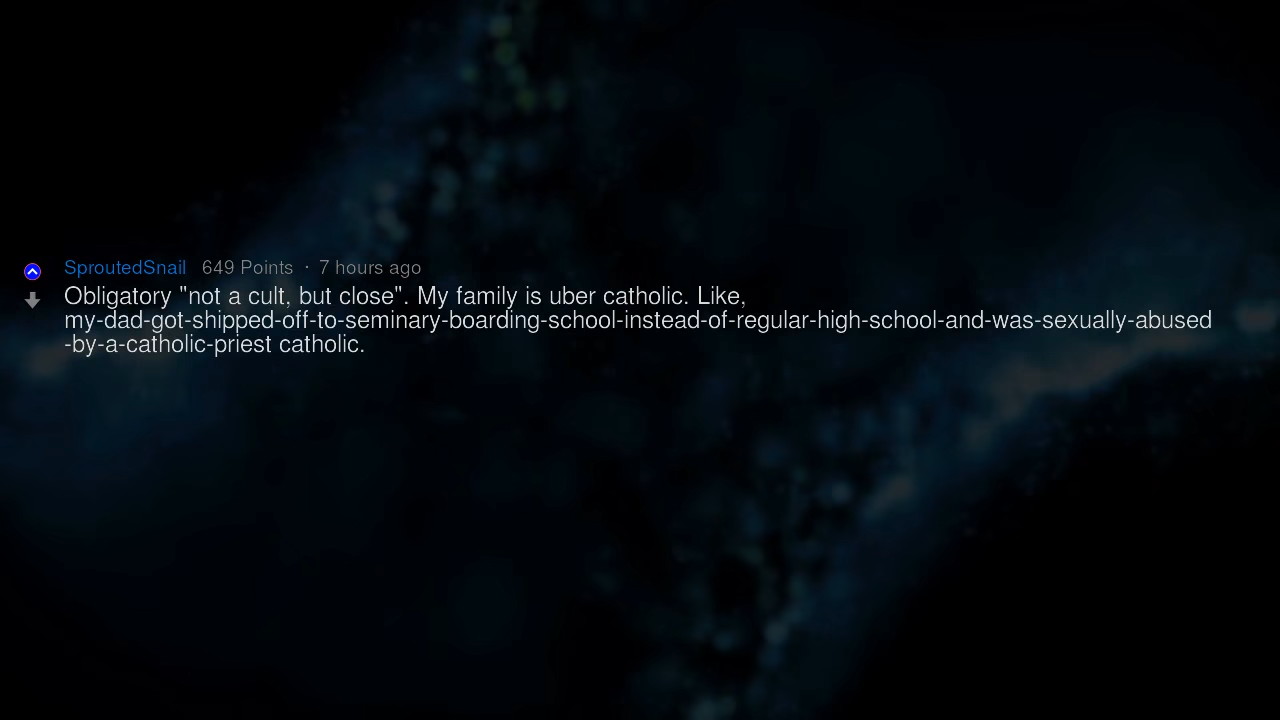 SproutedSnail 649 Points · 7 hours ago
Obligatory "not a cult, but close". My family is uber catholic. Like,
my-dad-got-shipped-off-to-seminary-boarding-school-instead-of-regular-high-school-and-was-sexually-abused
-by-a-catholic-priest catholic.